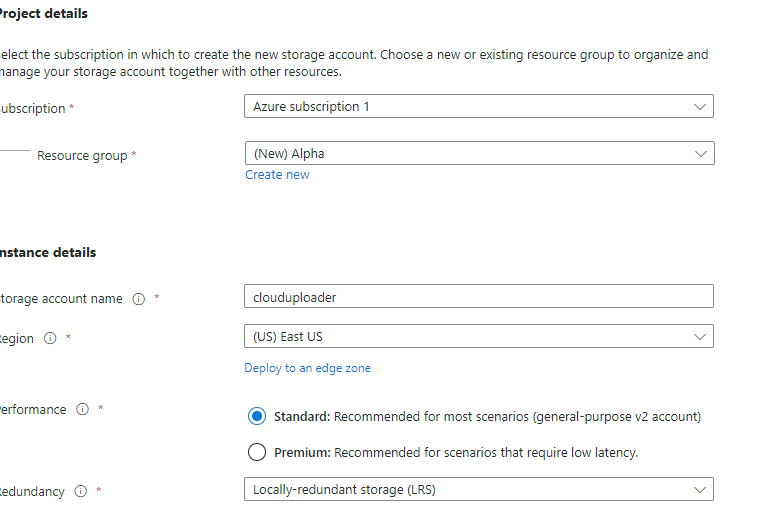 Project details
elect the subscription in which to create the new storage account. Choose a new or existing resource group to organize and
manage your storage account together with other resources.
ubscription *
Azure subscription 1
Resource group *
(New) Alpha
Create new
nstance details
torage account name *
clouduploader
egion *
(US) East US
Deploy to an edge zone
erformance *
Standard: Recommended for most scenarios (general-purpose v2 account)
Premium: Recommended for scenarios that require low latency.
edundancy *
Locally-redundant storage (LRS)